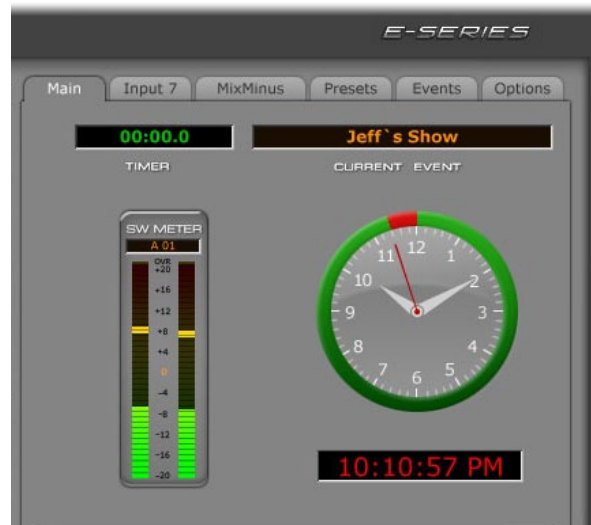 E-SERIES
Main Input 7 MixMinus Presets Events Options
00:00.0 Jeff`s Show
TIMER CURRENT EVENT
SW METER
A 01
OVR
+20
+16
+12
+8
+4
0
-4
-8
-12
-16
-20
12
1
2
3
4
5
6
7
8
9
10
11
10:10:57 PM